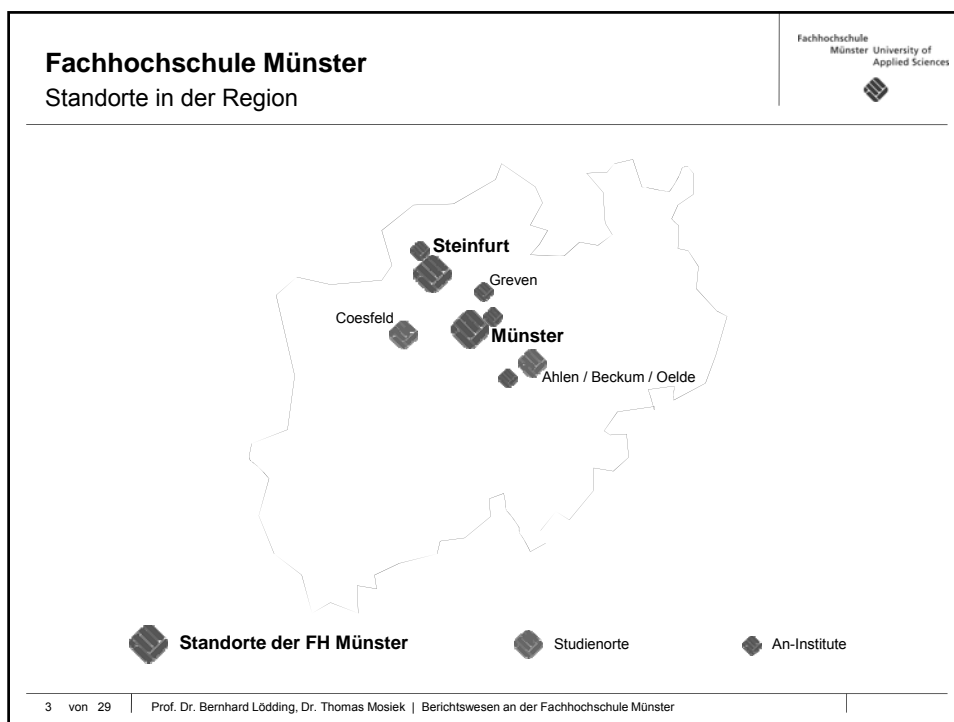 Fachhochschule Münster
Standorte in der Region
Fachhochschule
Münster University of
Applied Sciences
Steinfurt
Greven
Coesfeld
Münster
Ahlen / Beckum / Oelde
Standorte der FH Münster
Studienorte
An-Institute
3 von 29 Prof. Dr. Bernhard Lödding, Dr. Thomas Mosiek | Berichtswesen an der Fachhochschule Münster